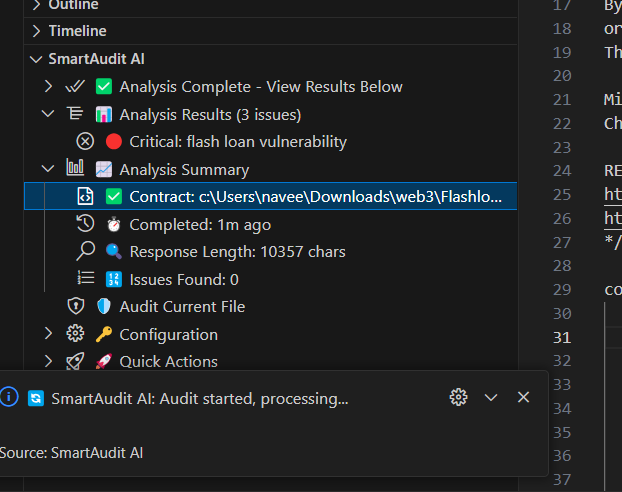 Outline
Timeline
SmartAudit AI
Analysis Complete - View Results Below
Analysis Results (3 issues)
Critical: flash loan vulnerability
Analysis Summary
Contract: c:\Users\navee\Downloads\web3\Flashlo...
Completed: 1m ago
Response Length: 10357 chars
Issues Found: 0
Audit Current File
Configuration
Quick Actions
SmartAudit AI: Audit started, processing...
Source: SmartAudit AI
17 By
18 or
19 Th
20
21 Mi
22 Ch
23
24 RE
25 ht
26 ht
27 */
28
29 co
30
31
32
33
34
35
36
37